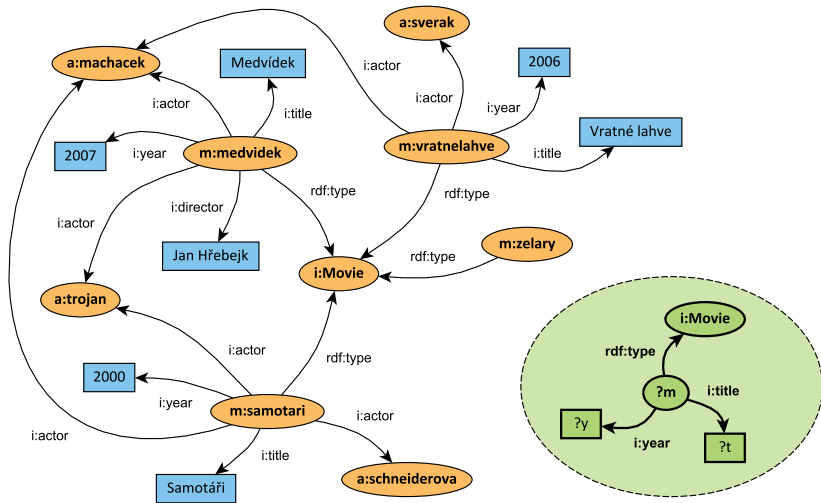 a:sverak
a:machacek
Medvídek
2006
i:actor
i:actor
i:actor
i:title
i:year
Vratné lahve
2007
i:year
m:medvidek
m:vratnelahve
i:title
i:actor
i:director
rdf:type
rdf:type
Jan Hřebejk
i:Movie
rdf:type
m:zelary
a:trojan
i:Movie
i:actor
rdf:type
rdf:type
2000
i:year
m:samotari
?m
i:title
i:actor
i:actor
?y
i:year
?t
i:title
Samotáři
a:schneiderova